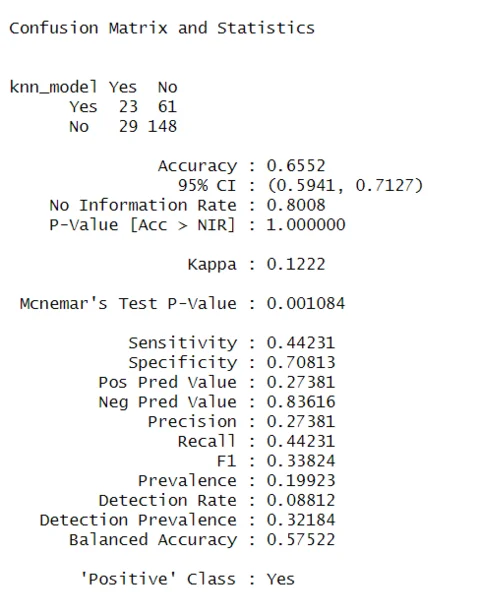 Confusion Matrix and Statistics
knn_model Yes No
Yes 23 61
No 29 148
Accuracy : 0.6552
95% CI : (0.5941, 0.7127)
No Information Rate : 0.8008
P-Value [Acc > NIR] : 1.000000
Kappa : 0.1222
Mcnemar's Test P-Value : 0.001084
Sensitivity : 0.44231
Specificity : 0.70813
Pos Pred Value : 0.27381
Neg Pred Value : 0.83616
Precision : 0.27381
Recall : 0.44231
F1 : 0.33824
Prevalence : 0.19923
Detection Rate : 0.08812
Detection Prevalence : 0.32184
Balanced Accuracy : 0.57522
'Positive' Class : Yes